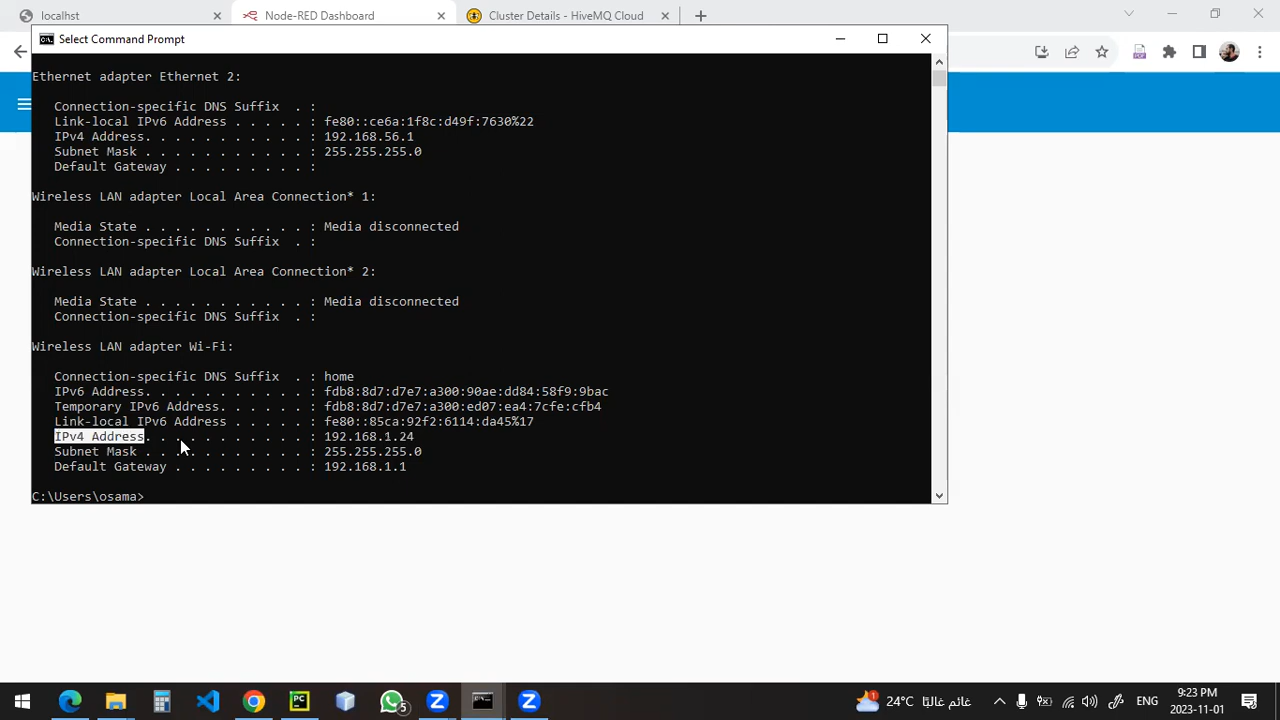 localhst
Node-RED Dashboard
Cluster Details - HiveMQ Cloud
Select Command Prompt
Ethernet adapter Ethernet 2:
Connection-specific DNS Suffix . :
Link-local IPv6 Address . . . . . : fe80::ce6a:1f8c:d49f:7630%22
IPv4 Address. . . . . . . . . . . : 192.168.56.1
Subnet Mask . . . . . . . . . . . : 255.255.255.0
Default Gateway . . . . . . . . . :
Wireless LAN adapter Local Area Connection* 1:
Media State . . . . . . . . . . . : Media disconnected
Connection-specific DNS Suffix . :
Wireless LAN adapter Local Area Connection* 2:
Media State . . . . . . . . . . . : Media disconnected
Connection-specific DNS Suffix . :
Wireless LAN adapter Wi-Fi:
Connection-specific DNS Suffix . : home
IPv6 Address. . . . . . . . . . . : fdb8:8d7:d7e7:a300:90ae:dd84:58f9:9bac
Temporary IPv6 Address. . . . . . : fdb8:8d7:d7e7:a300:ed07:ea4:7cfe:cfb4
Link-local IPv6 Address . . . . . : fe80::85ca:92f2:6114:da45%17
IPv4 Address. . . . . . . . . . . : 192.168.1.24
Subnet Mask . . . . . . . . . . . : 255.255.255.0
Default Gateway . . . . . . . . . : 192.168.1.1
C:\Users\osama>
5
1
24°C غائم غالبًا
ENG
9:23 PM
2023-11-01